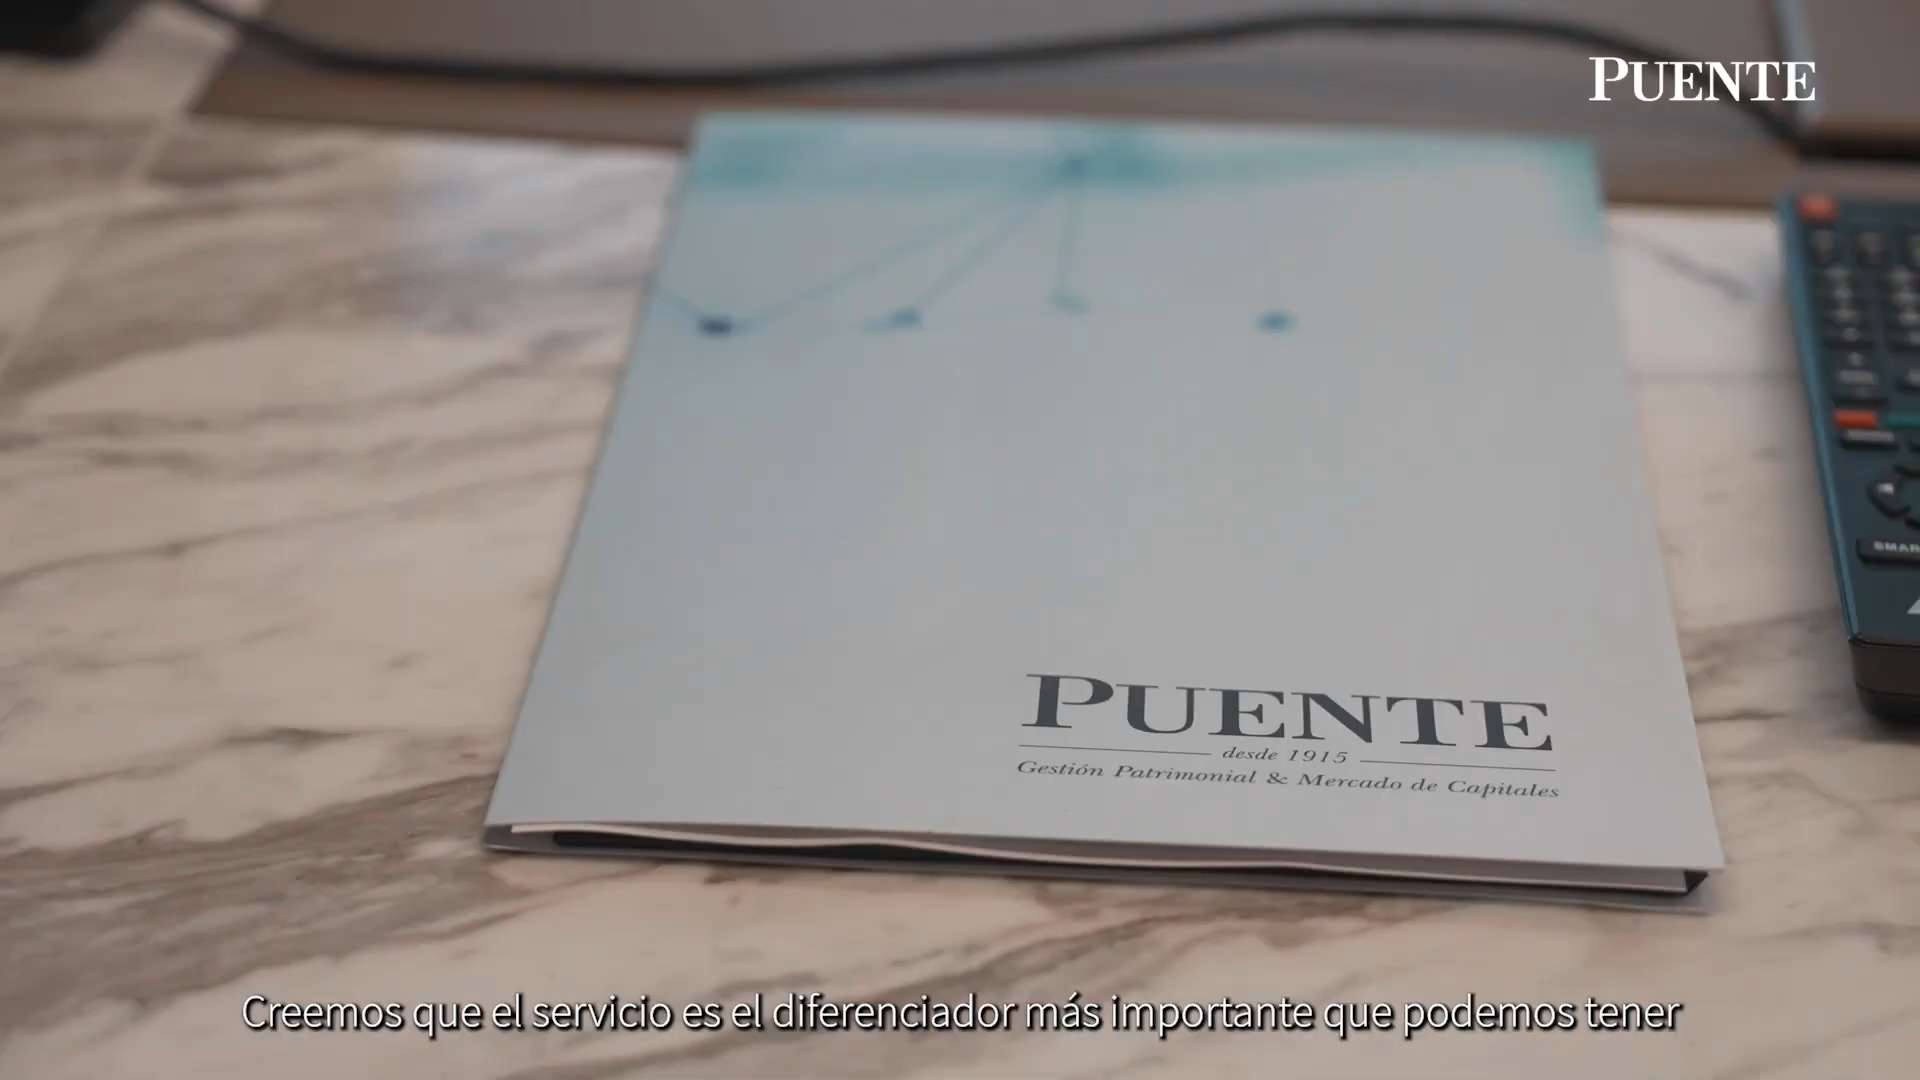 PUENTE
PUENTE
desde 1915
Gestión Patrimonial & Mercado de Capitales
Creemos que el servicio es el diferenciador más importante que podemos tener